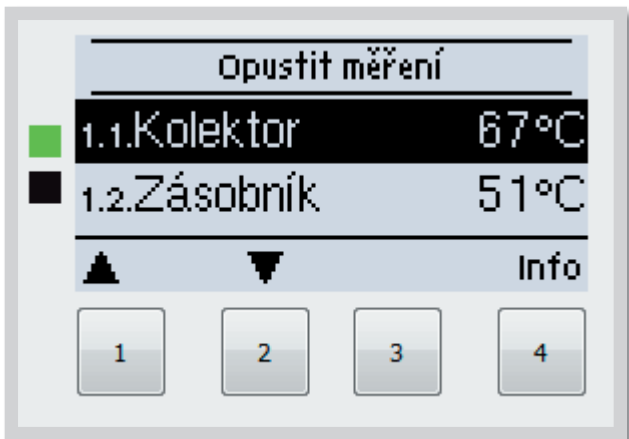 Opustit měření
1.1.Kolektor 67°C
1.2.Zásobník 51°C
▲ ▼ Info
1 2 3 4